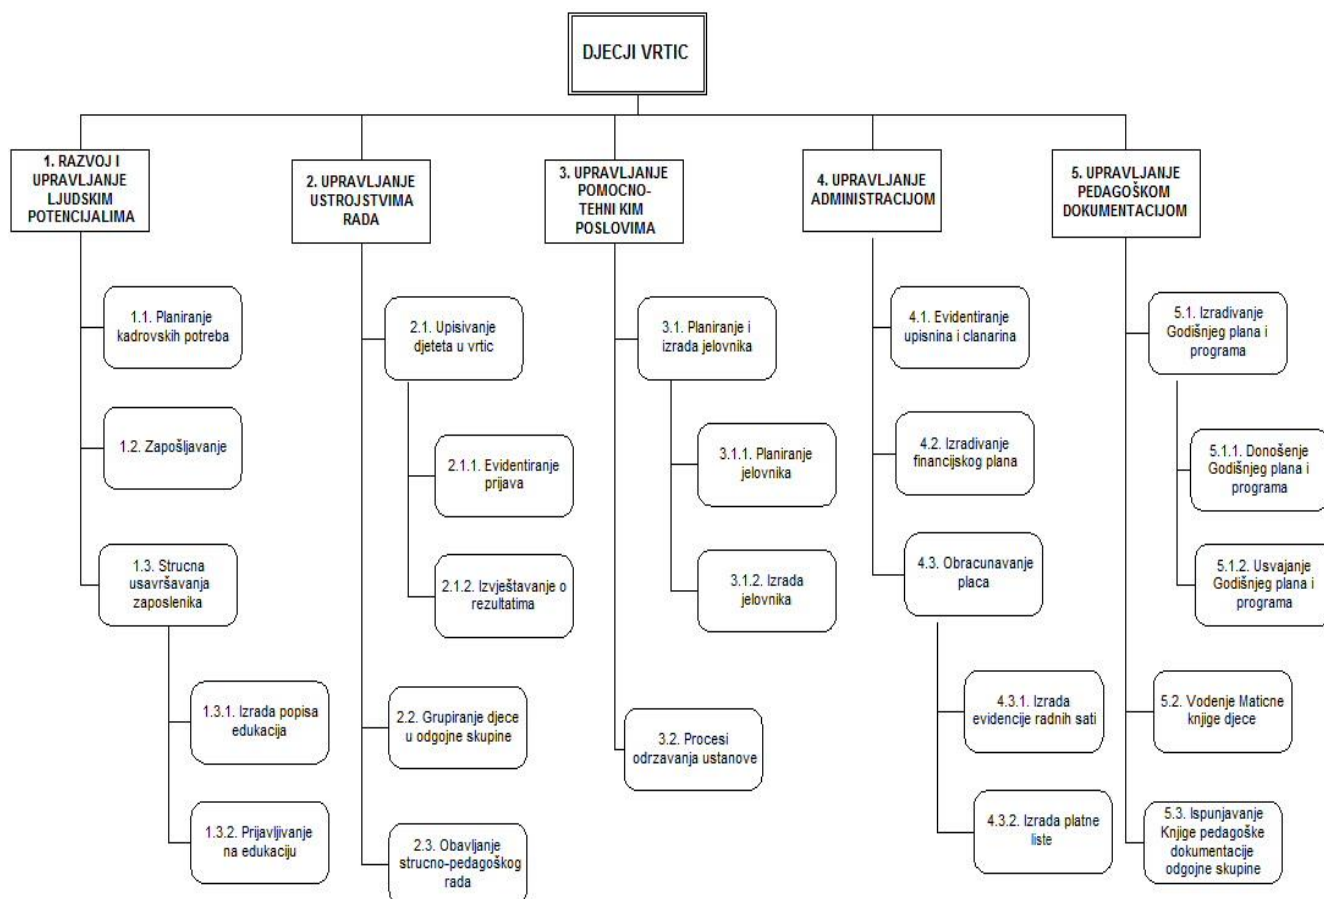 DJECJI VRTIC
1. RAZVOJ I
UPRAVLJANJE
LJUDSKIM
POTENCIJALIMA
2. UPRAVLJANJE
USTROJSTVIMA
RADA
3. UPRAVLJANJE
POMOCNO-
TEHNI KIM
POSLOVIMA
4. UPRAVLJANJE
ADMINISTRACIJOM
5. UPRAVLJANJE
PEDAGOŠKOM
DOKUMENTACIJOM
1.1. Planiranje
kadrovskih potreba
1.2. Zapošljavanje
1.3. Strucna
usavršavanja
zaposlenika
1.3.1. Izrada popisa
edukacija
1.3.2. Prijavljivanje
na edukaciju
2.1. Upisivanje
djeteta u vrtic
2.1.1. Evidentiranje
prijava
2.1.2. Izvještavanje o
rezultatima
2.2. Grupiranje djece
u odgojne skupine
2.3. Obavljanje
strucno-pedagoškog
rada
3.1. Planiranje i
izrada jelovnika
3.1.1. Planiranje
jelovnika
3.1.2. Izrada
jelovnika
3.2. Procesi
odrzavanja ustanove
4.1. Evidentiranje
upisnina i clanarina
4.2. Izradivanje
financijskog plana
4.3. Obracunavanje
placa
4.3.1. Izrada
evidencije radnih sati
4.3.2. Izrada platne
liste
5.1. Izradivanje
Godišnjeg plana i
programa
5.1.1. Donošenje
Godišnjeg plana i
programa
5.1.2. Usvajanje
Godišnjeg plana i
programa
5.2. Vodenje Maticne
knjige djece
5.3. Ispunjavanje
Knjige pedagoške
dokumentacije
odgojne skupine